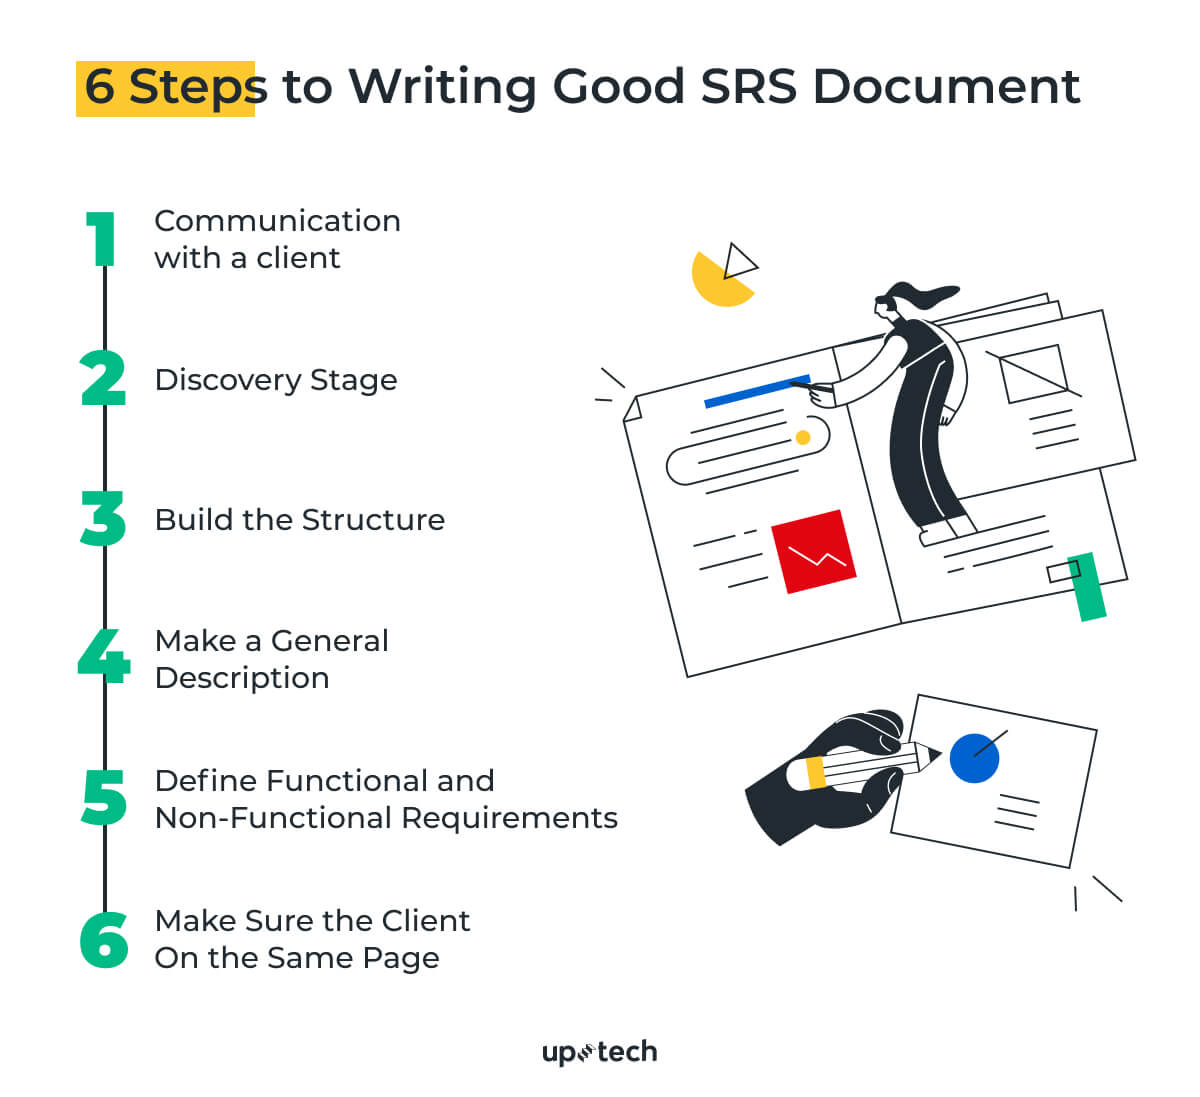 6 Steps to Writing Good SRS Document
1
Communication
with a client
2
Discovery Stage
3
Build the Structure
4
Make a General
Description
5
Define Functional and
Non-Functional Requirements
6
Make Sure the Client
On the Same Page
uptech